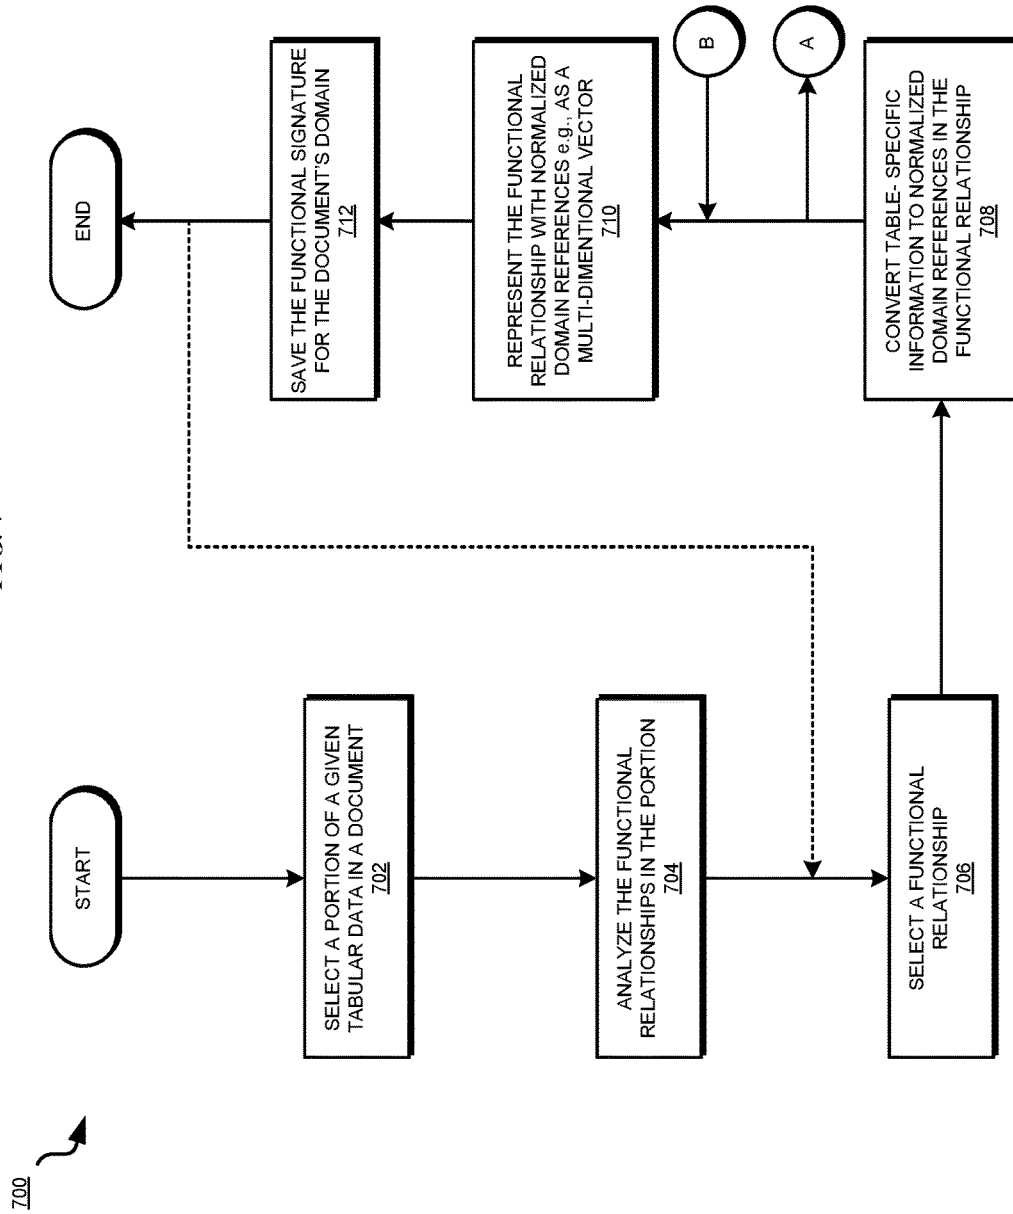 700
START
SELECT A PORTION OF A GIVEN
TABULAR DATA IN A DOCUMENT
702
ANALYZE THE FUNCTIONAL
RELATIONSHIPS IN THE PORTION
704
SELECT A FUNCTIONAL
RELATIONSHIP
706
END
SAVE THE FUNCTIONAL SIGNATURE
FOR THE DOCUMENT'S DOMAIN
712
REPRESENT THE FUNCTIONAL
RELATIONSHIP WITH NORMALIZED
DOMAIN REFERENCES e.g., AS A
MULTI-DIMENTIONAL VECTOR
710
B
A
CONVERT TABLE- SPECIFIC
INFORMATION TO NORMALIZED
DOMAIN REFERENCES IN THE
FUNCTIONAL RELATIONSHIP
708